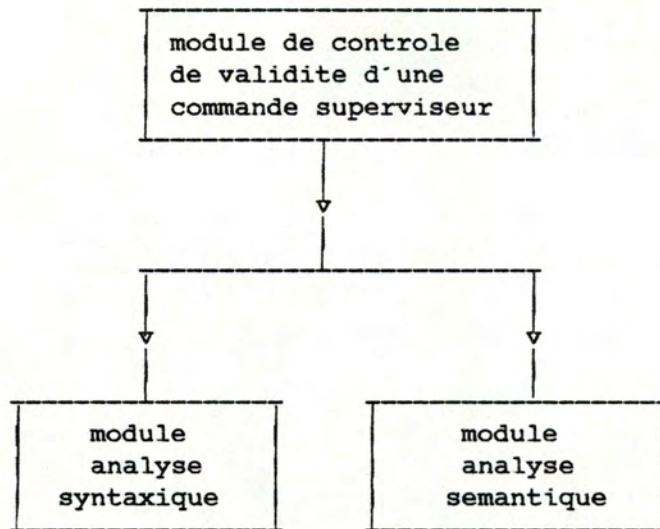 module de controle
de validite d´une
commande superviseur
module
analyse
syntaxique
module
analyse
semantique